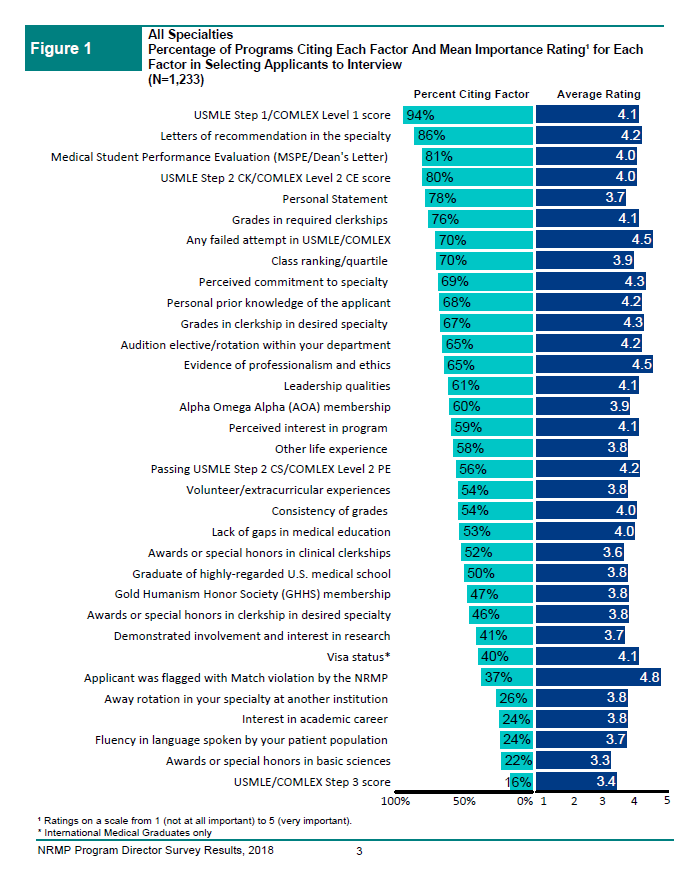 Figure 1
All Specialties
Percentage of Programs Citing Each Factor And Mean Importance Rating¹ for Each
Factor in Selecting Applicants to Interview
(N=1,233)
Percent Citing Factor Average Rating
USMLE Step 1/COMLEX Level 1 score 94% 4.1
Letters of recommendation in the specialty 86% 4.2
Medical Student Performance Evaluation (MSPE/Dean's Letter) 81% 4.0
USMLE Step 2 CK/COMLEX Level 2 CE score 80% 4.0
Personal Statement 78% 3.7
Grades in required clerkships 76% 4.1
Any failed attempt in USMLE/COMLEX 70% 4.5
Class ranking/quartile 70% 3.9
Perceived commitment to specialty 69% 4.3
Personal prior knowledge of the applicant 68% 4.2
Grades in clerkship in desired specialty 67% 4.3
Audition elective/rotation within your department 65% 4.2
Evidence of professionalism and ethics 65% 4.5
Leadership qualities 61% 4.1
Alpha Omega Alpha (AOA) membership 60% 3.9
Perceived interest in program 59% 4.1
Other life experience 58% 3.8
Passing USMLE Step 2 CS/COMLEX Level 2 PE 56% 4.2
Volunteer/extracurricular experiences 54% 3.8
Consistency of grades 54% 4.0
Lack of gaps in medical education 53% 4.0
Awards or special honors in clinical clerkships 52% 3.6
Graduate of highly-regarded U.S. medical school 50% 3.8
Gold Humanism Honor Society (GHHS) membership 47% 3.8
Awards or special honors in clerkship in desired specialty 46% 3.8
Demonstrated involvement and interest in research 41% 3.7
Visa status* 40% 4.1
Applicant was flagged with Match violation by the NRMP 37% 4.8
Away rotation in your specialty at another institution 26% 3.8
Interest in academic career 24% 3.8
Fluency in language spoken by your patient population 24% 3.7
Awards or special honors in basic sciences 22% 3.3
USMLE/COMLEX Step 3 score 16% 3.4
100% 50% 0% 1 2 3 4 5
¹ Ratings on a scale from 1 (not at all important) to 5 (very important).
* International Medical Graduates only
NRMP Program Director Survey Results, 2018 3